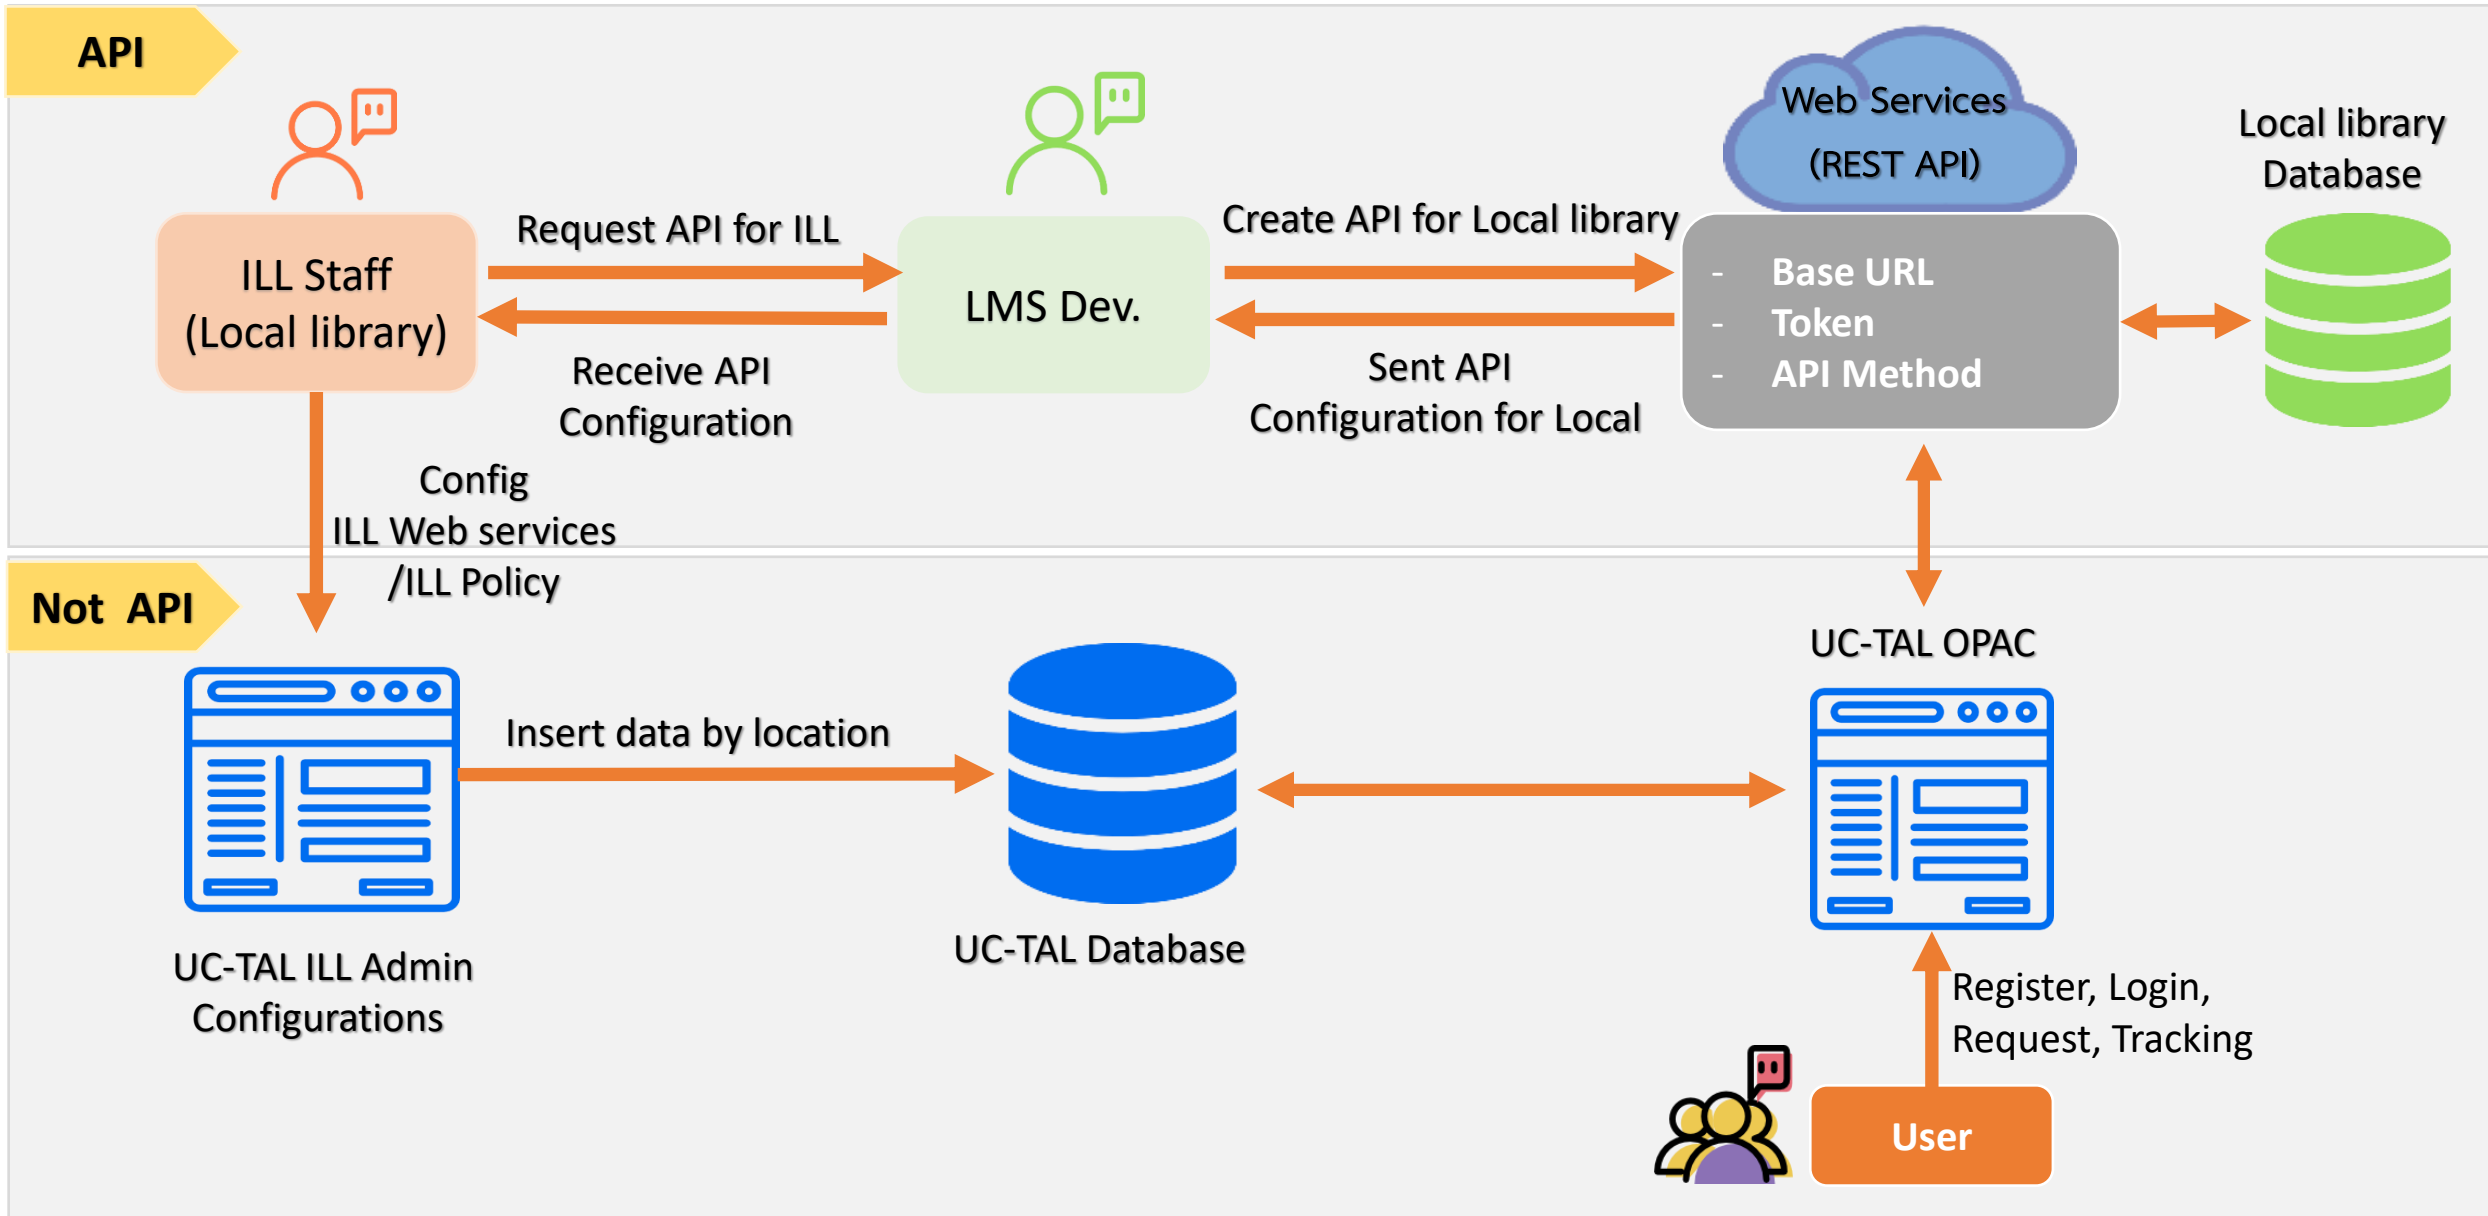 API
Web Services
(REST API)
Local library
Database
Request API for ILL
Create API for Local library
ILL Staff
(Local library)
LMS Dev.
- Base URL
- Token
- API Method
Receive API
Configuration
Sent API
Configuration for Local
Config
ILL Web services
/ILL Policy
Not API
UC-TAL OPAC
Insert data by location
UC-TAL Database
UC-TAL ILL Admin
Configurations
Register, Login,
Request, Tracking
User